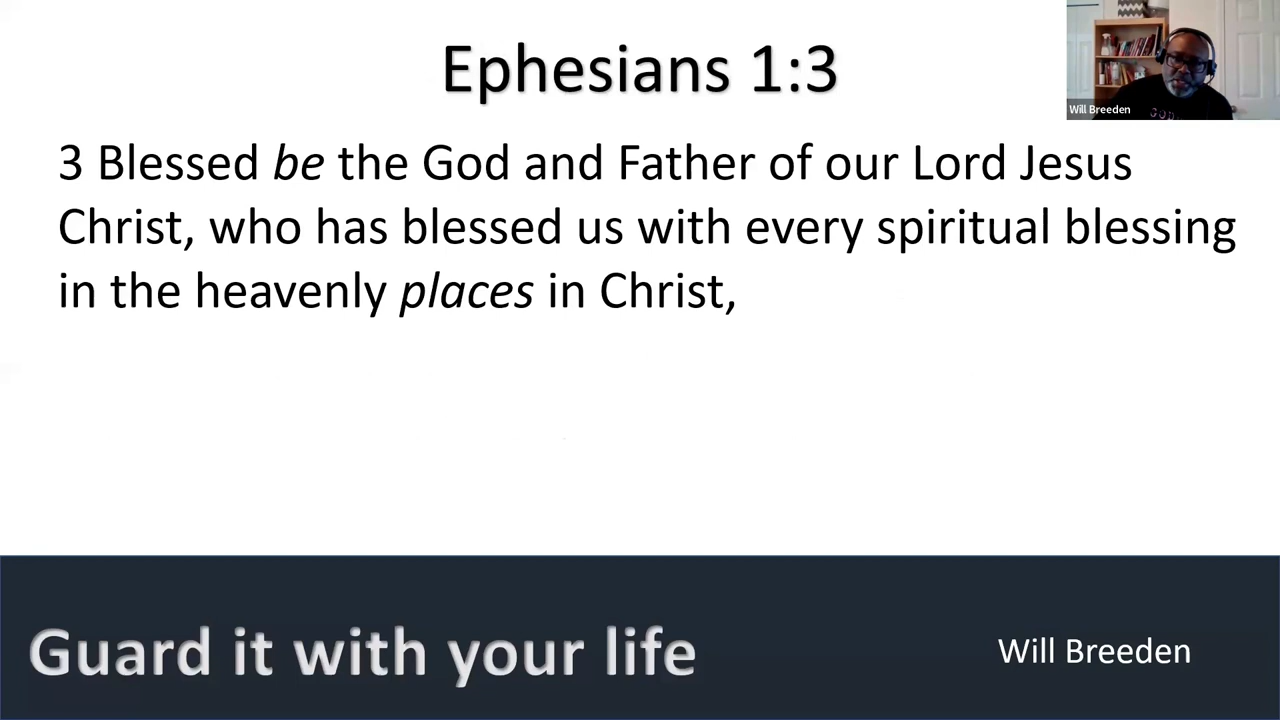 Ephesians 1:3
Will Breeden
3 Blessed be the God and Father of our Lord Jesus
Christ, who has blessed us with every spiritual blessing
in the heavenly places in Christ,
Guard it with your life
Will Breeden